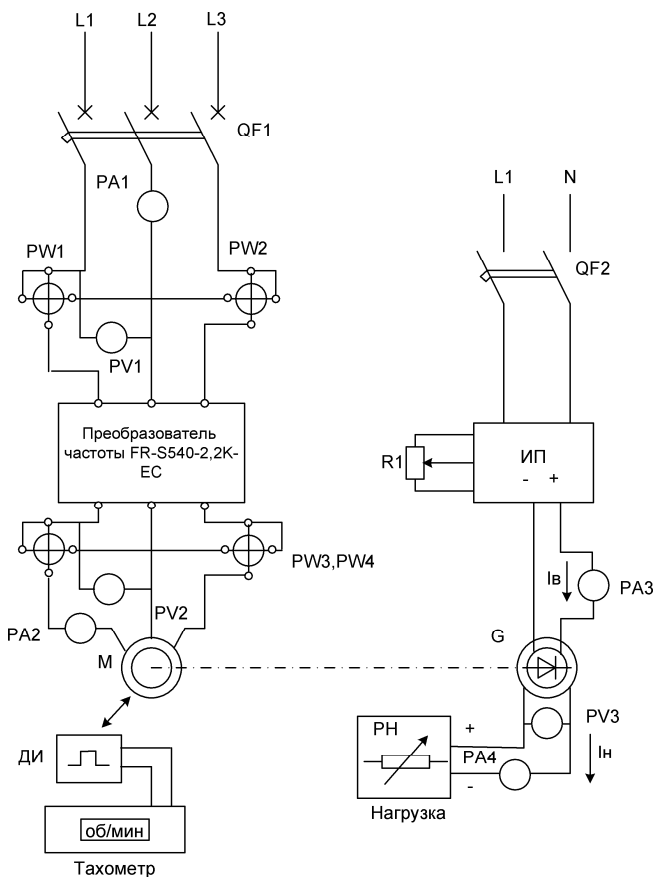 L1
L2
L3
QF1
PA1
PW1
PW2
PV1
Преобразователь
частоты FR-S540-2,2K-
EC
PW3,PW4
PV2
PA2
M
ДИ
об/мин
Тахометр
L1
N
QF2
R1
ИП
- +
Iв
PA3
G
PV3
Iн
РН
+
PA4
-
Нагрузка